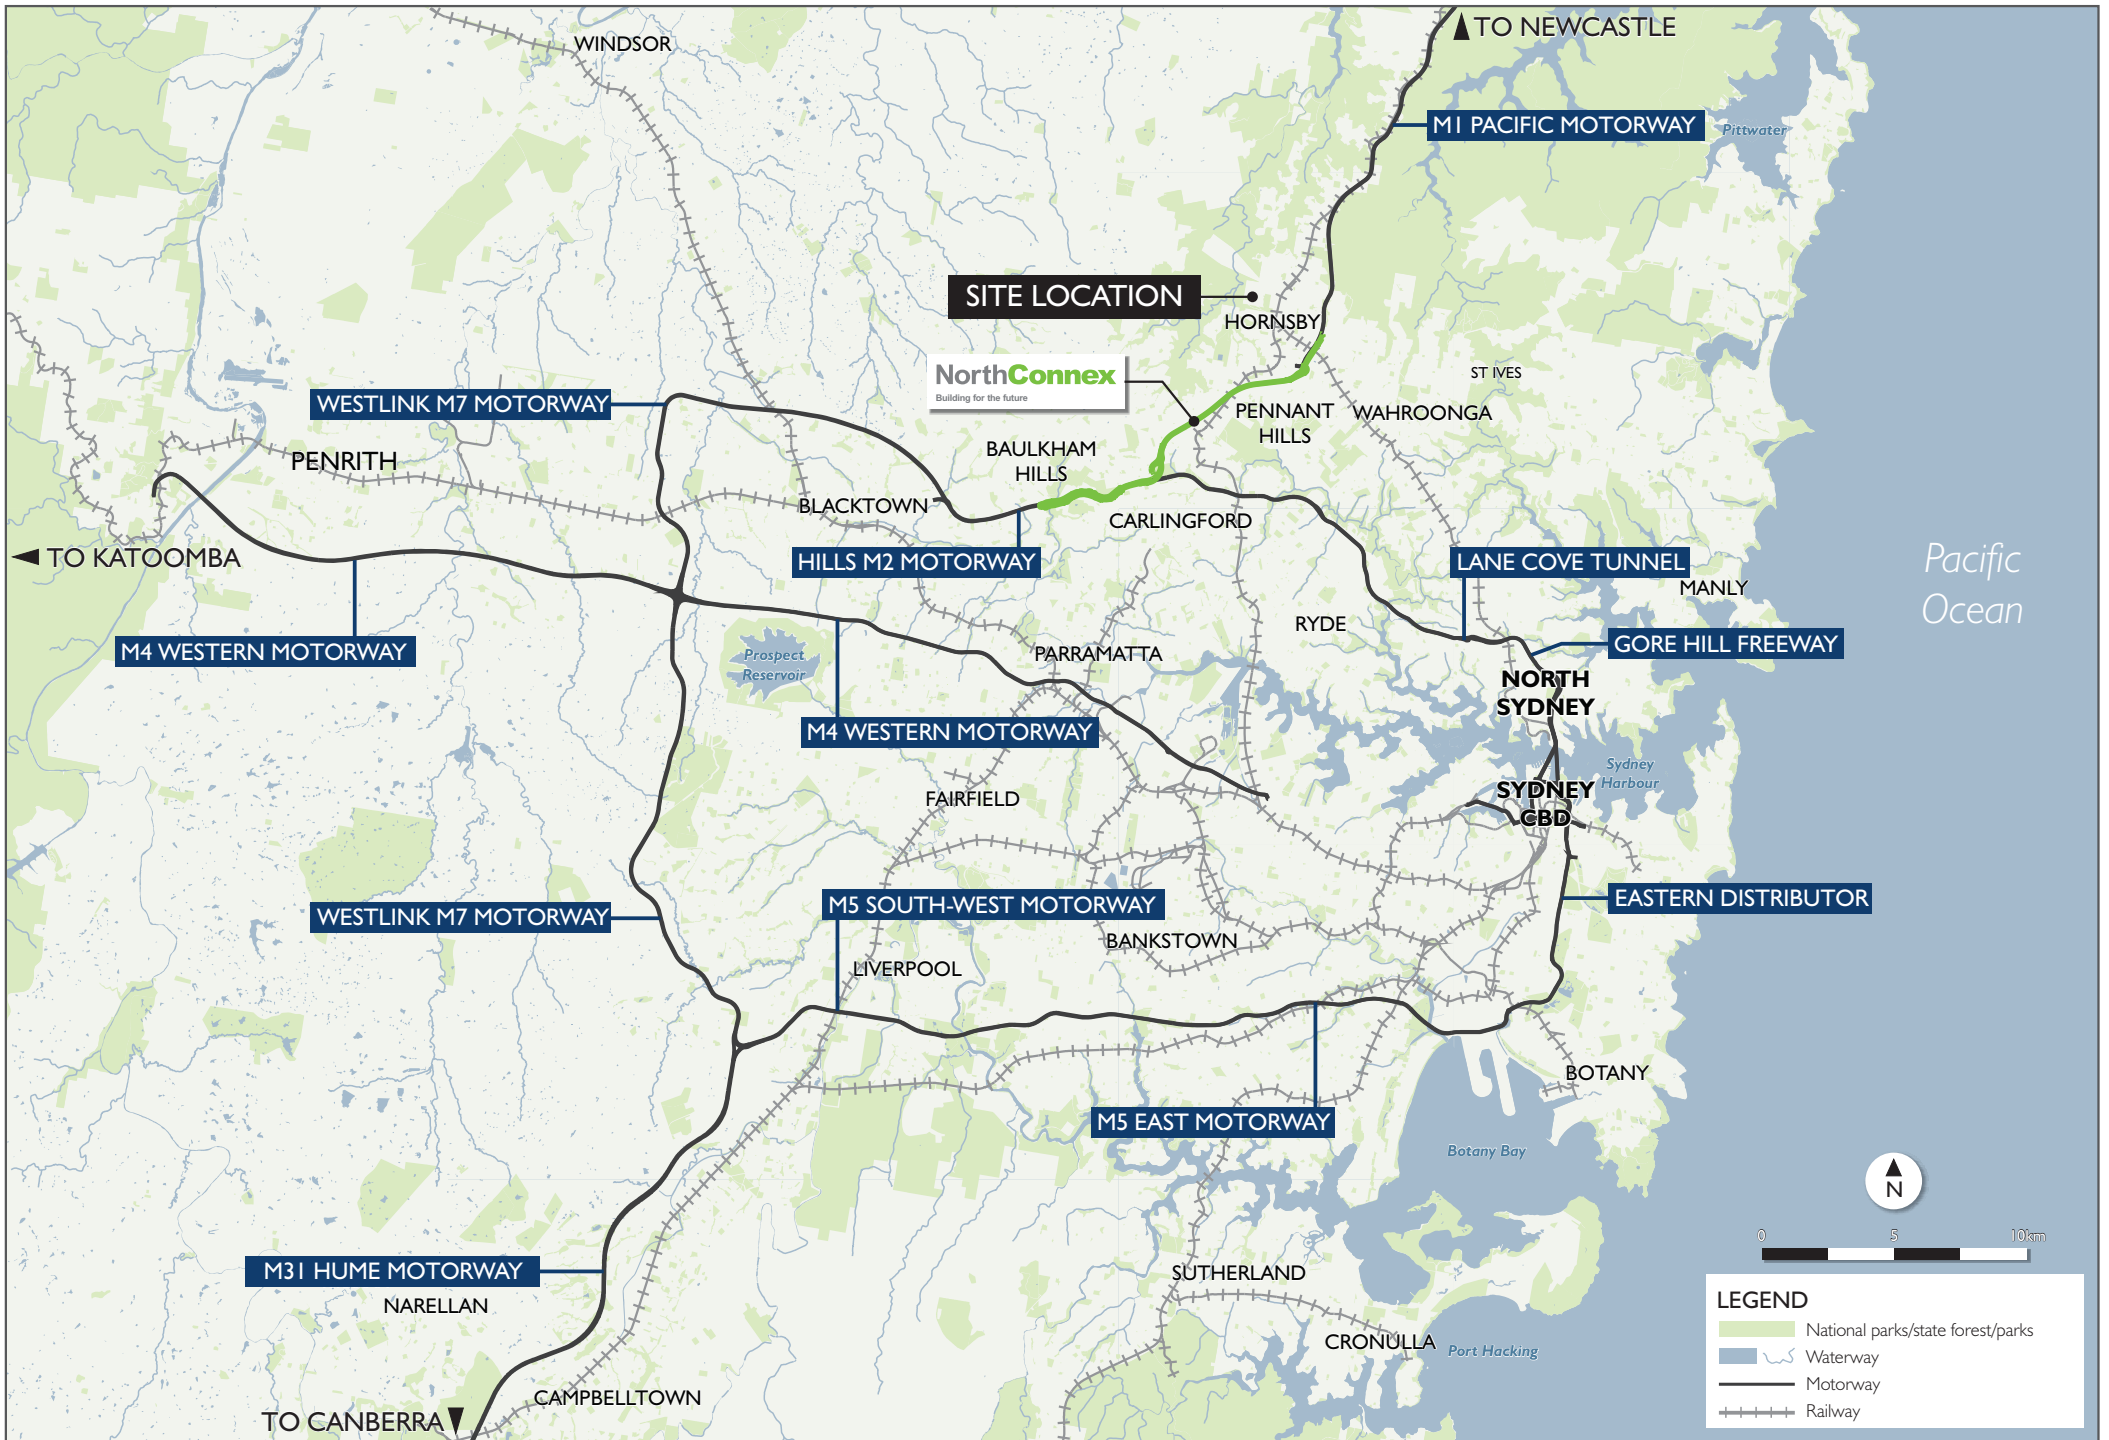 TO NEWCASTLE
WINDSOR
M1 PACIFIC MOTORWAY
Pittwater
SITE LOCATION
HORNSBY
NorthConnex
Building for the future
ST IVES
WESTLINK M7 MOTORWAY
PENNANT
HILLS
WAHROONGA
BAULKHAM
HILLS
PENRITH
BLACKTOWN
CARLINGFORD
TO KATOOMBA
HILLS M2 MOTORWAY
LANE COVE TUNNEL
MANLY
Pacific
Ocean
RYDE
GORE HILL FREEWAY
M4 WESTERN MOTORWAY
Prospect
Reservoir
PARRAMATTA
NORTH
SYDNEY
M4 WESTERN MOTORWAY
Sydney
Harbour
FAIRFIELD
SYDNEY
CBD
M5 SOUTH-WEST MOTORWAY
EASTERN DISTRIBUTOR
WESTLINK M7 MOTORWAY
BANKSTOWN
LIVERPOOL
BOTANY
M5 EAST MOTORWAY
Botany Bay
N
0 5 10km
M31 HUME MOTORWAY
NARELLAN
SUTHERLAND
CRONULLA
Port Hacking
CAMPBELLTOWN
TO CANBERRA
LEGEND
National parks/state forest/parks
Waterway
Motorway
Railway